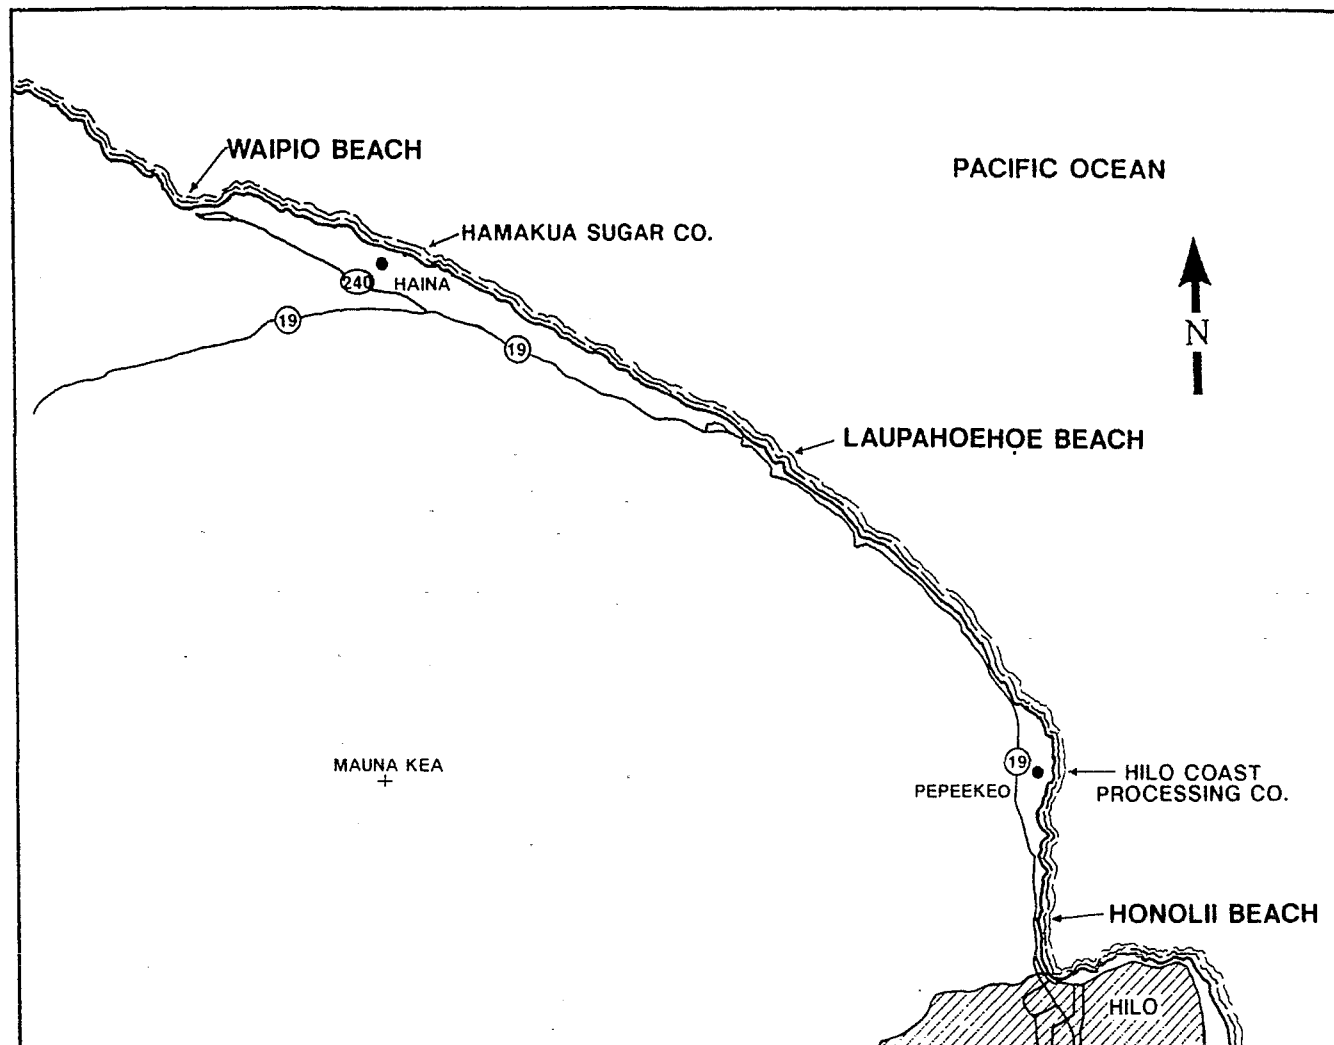 WAIPIO BEACH
PACIFIC OCEAN
HAMAKUA SUGAR CO.
240
HAINA
19
19
N
LAUPAHOEHOE BEACH
MAUNA KEA
19
PEPEEKEO
HILO COAST
PROCESSING CO.
HONOLII BEACH
HILO